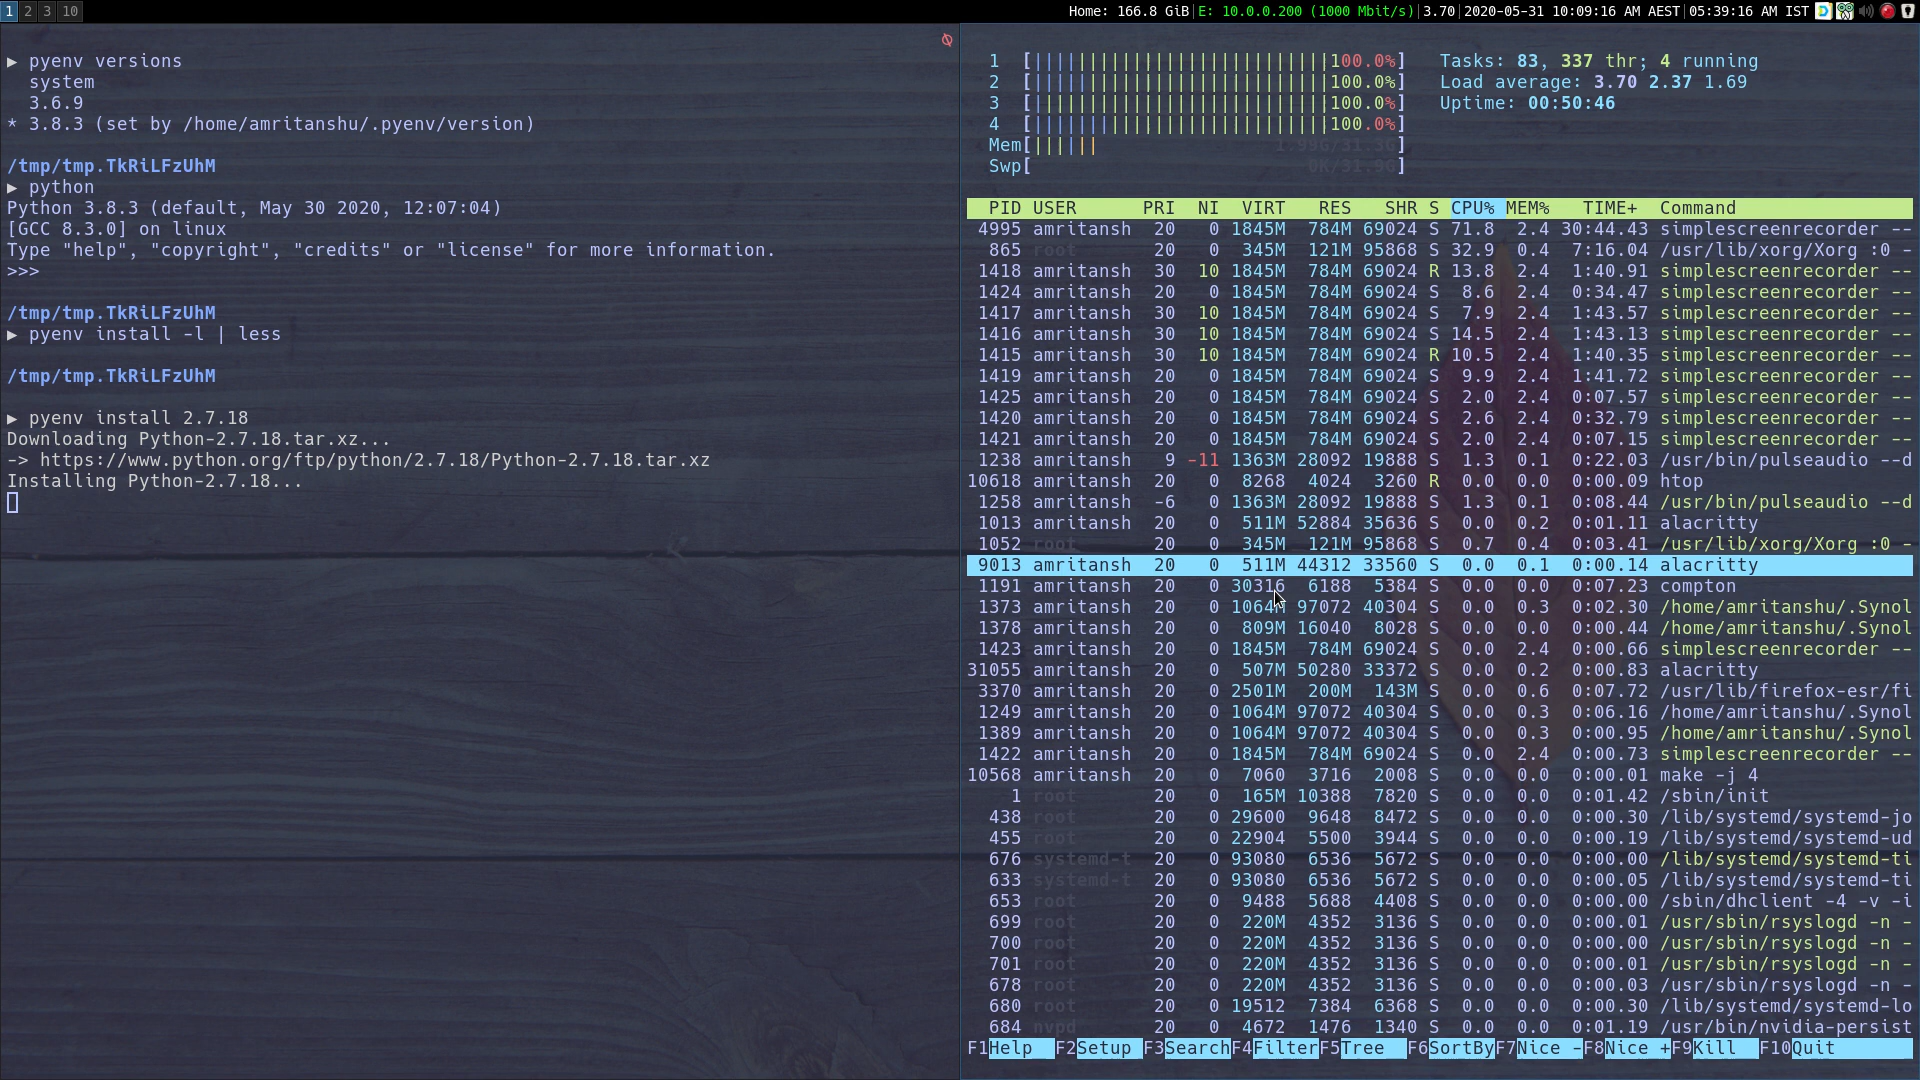 1 2 3 10
Home: 166.8 GiB|E: 10.0.0.200 (1000 Mbit/s)|3.70|2020-05-31 10:09:16 AM AEST|05:39:16 AM IST
▶ pyenv versions
system
3.6.9
* 3.8.3 (set by /home/amritanshu/.pyenv/version)
/tmp/tmp.TkRiLFzUhM
▶ python
Python 3.8.3 (default, May 30 2020, 12:07:04)
[GCC 8.3.0] on linux
Type "help", "copyright", "credits" or "license" for more information.
>>>
/tmp/tmp.TkRiLFzUhM
▶ pyenv install -l | less
/tmp/tmp.TkRiLFzUhM
▶ pyenv install 2.7.18
Downloading Python-2.7.18.tar.xz...
-> https://www.python.org/ftp/python/2.7.18/Python-2.7.18.tar.xz
Installing Python-2.7.18...
1 [100.0%]
2 [100.0%]
3 [100.0%]
4 [100.0%]
Mem[1.99G/31.3G]
Swp[0K/31.9G]
Tasks: 83, 337 thr; 4 running
Load average: 3.70 2.37 1.69
Uptime: 00:50:46
PID USER PRI NI VIRT RES SHR S CPU% MEM% TIME+ Command
4995 amritansh 20 0 1845M 784M 69024 S 71.8 2.4 30:44.43 simplescreenrecorder --
865 root 20 0 345M 121M 95868 S 32.9 0.4 7:16.04 /usr/lib/xorg/Xorg :0 -
1418 amritansh 30 10 1845M 784M 69024 R 13.8 2.4 1:40.91 simplescreenrecorder --
1424 amritansh 20 0 1845M 784M 69024 S 8.6 2.4 0:34.47 simplescreenrecorder --
1417 amritansh 30 10 1845M 784M 69024 S 7.9 2.4 1:43.57 simplescreenrecorder --
1416 amritansh 30 10 1845M 784M 69024 S 14.5 2.4 1:43.13 simplescreenrecorder --
1415 amritansh 30 10 1845M 784M 69024 R 10.5 2.4 1:40.35 simplescreenrecorder --
1419 amritansh 20 0 1845M 784M 69024 S 9.9 2.4 1:41.72 simplescreenrecorder --
1425 amritansh 20 0 1845M 784M 69024 S 2.0 2.4 0:07.57 simplescreenrecorder --
1420 amritansh 20 0 1845M 784M 69024 S 2.6 2.4 0:32.79 simplescreenrecorder --
1421 amritansh 20 0 1845M 784M 69024 S 2.0 2.4 0:07.15 simplescreenrecorder --
1238 amritansh 9 -11 1363M 28092 19888 S 1.3 0.1 0:22.03 /usr/bin/pulseaudio --d
10618 amritansh 20 0 8268 4024 3260 R 0.0 0.0 0:00.09 htop
1258 amritansh -6 0 1363M 28092 19888 S 1.3 0.1 0:08.44 /usr/bin/pulseaudio --d
1013 amritansh 20 0 511M 52884 35636 S 0.0 0.2 0:01.11 alacritty
1052 root 20 0 345M 121M 95868 S 0.7 0.4 0:03.41 /usr/lib/xorg/Xorg :0 -
9013 amritansh 20 0 511M 44312 33560 S 0.0 0.1 0:00.14 alacritty
1191 amritansh 20 0 30316 6188 5384 S 0.0 0.0 0:07.23 compton
1373 amritansh 20 0 1064M 97072 40304 S 0.0 0.3 0:02.30 /home/amritanshu/.Synol
1378 amritansh 20 0 809M 16040 8028 S 0.0 0.0 0:00.44 /home/amritanshu/.Synol
1423 amritansh 20 0 1845M 784M 69024 S 0.0 2.4 0:00.66 simplescreenrecorder --
31055 amritansh 20 0 507M 50280 33372 S 0.0 0.2 0:00.83 alacritty
3370 amritansh 20 0 2501M 200M 143M S 0.0 0.6 0:07.72 /usr/lib/firefox-esr/fi
1249 amritansh 20 0 1064M 97072 40304 S 0.0 0.3 0:06.16 /home/amritanshu/.Synol
1389 amritansh 20 0 1064M 97072 40304 S 0.0 0.3 0:00.95 /home/amritanshu/.Synol
1422 amritansh 20 0 1845M 784M 69024 S 0.0 2.4 0:00.73 simplescreenrecorder --
10568 amritansh 20 0 7060 3716 2008 S 0.0 0.0 0:00.01 make -j 4
1 root 20 0 165M 10388 7820 S 0.0 0.0 0:01.42 /sbin/init
438 root 20 0 29600 9648 8472 S 0.0 0.0 0:00.30 /lib/systemd/systemd-jo
455 root 20 0 22904 5500 3944 S 0.0 0.0 0:00.19 /lib/systemd/systemd-ud
676 systemd-t 20 0 93080 6536 5672 S 0.0 0.0 0:00.00 /lib/systemd/systemd-ti
633 systemd-t 20 0 93080 6536 5672 S 0.0 0.0 0:00.05 /lib/systemd/systemd-ti
653 root 20 0 9488 5688 4408 S 0.0 0.0 0:00.00 /sbin/dhclient -4 -v -i
699 root 20 0 220M 4352 3136 S 0.0 0.0 0:00.01 /usr/sbin/rsyslogd -n -
700 root 20 0 220M 4352 3136 S 0.0 0.0 0:00.00 /usr/sbin/rsyslogd -n -
701 root 20 0 220M 4352 3136 S 0.0 0.0 0:00.01 /usr/sbin/rsyslogd -n -
678 root 20 0 220M 4352 3136 S 0.0 0.0 0:00.03 /usr/sbin/rsyslogd -n -
680 root 20 0 19512 7384 6368 S 0.0 0.0 0:00.30 /lib/systemd/systemd-lo
684 nvpd 20 0 4672 1476 1340 S 0.0 0.0 0:01.19 /usr/bin/nvidia-persist
F1Help F2Setup F3SearchF4FilterF5Tree F6SortByF7Nice -F8Nice +F9Kill F10Quit